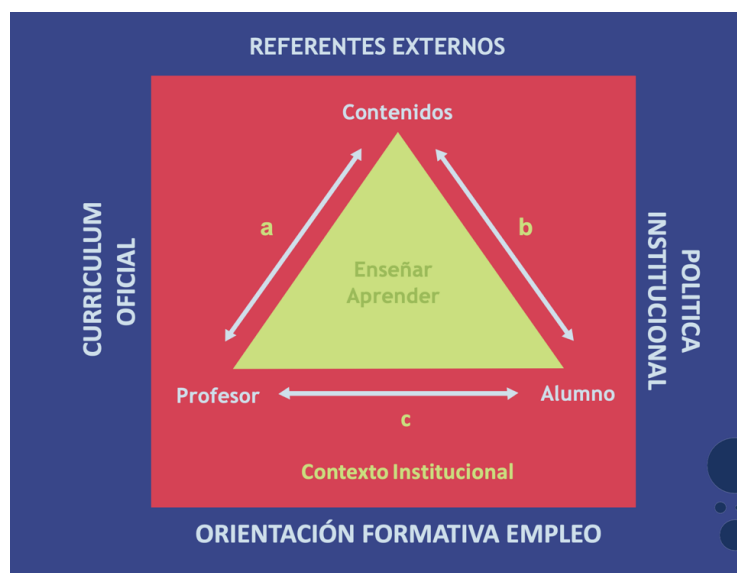 REFERENTES EXTERNOS
Contenidos
a
b
CURRICULUM
OFICIAL
POLITICA
INSTITUCIONAL
Enseñar
Aprender
Profesor
Alumno
c
Contexto Institucional
ORIENTACIÓN FORMATIVA EMPLEO